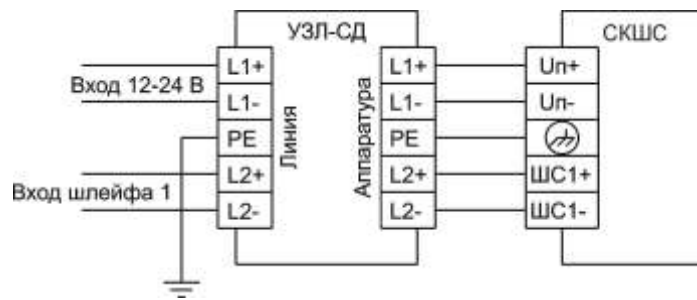 УЗЛ-СД
СКШС
L1+
L1+
Uп+
Вход 12-24 В
L1-
L1-
Uп-
PE
Линия
Аппаратура
PE
L2+
L2+
ШС1+
Вход шлейфа 1
L2-
L2-
ШС1-